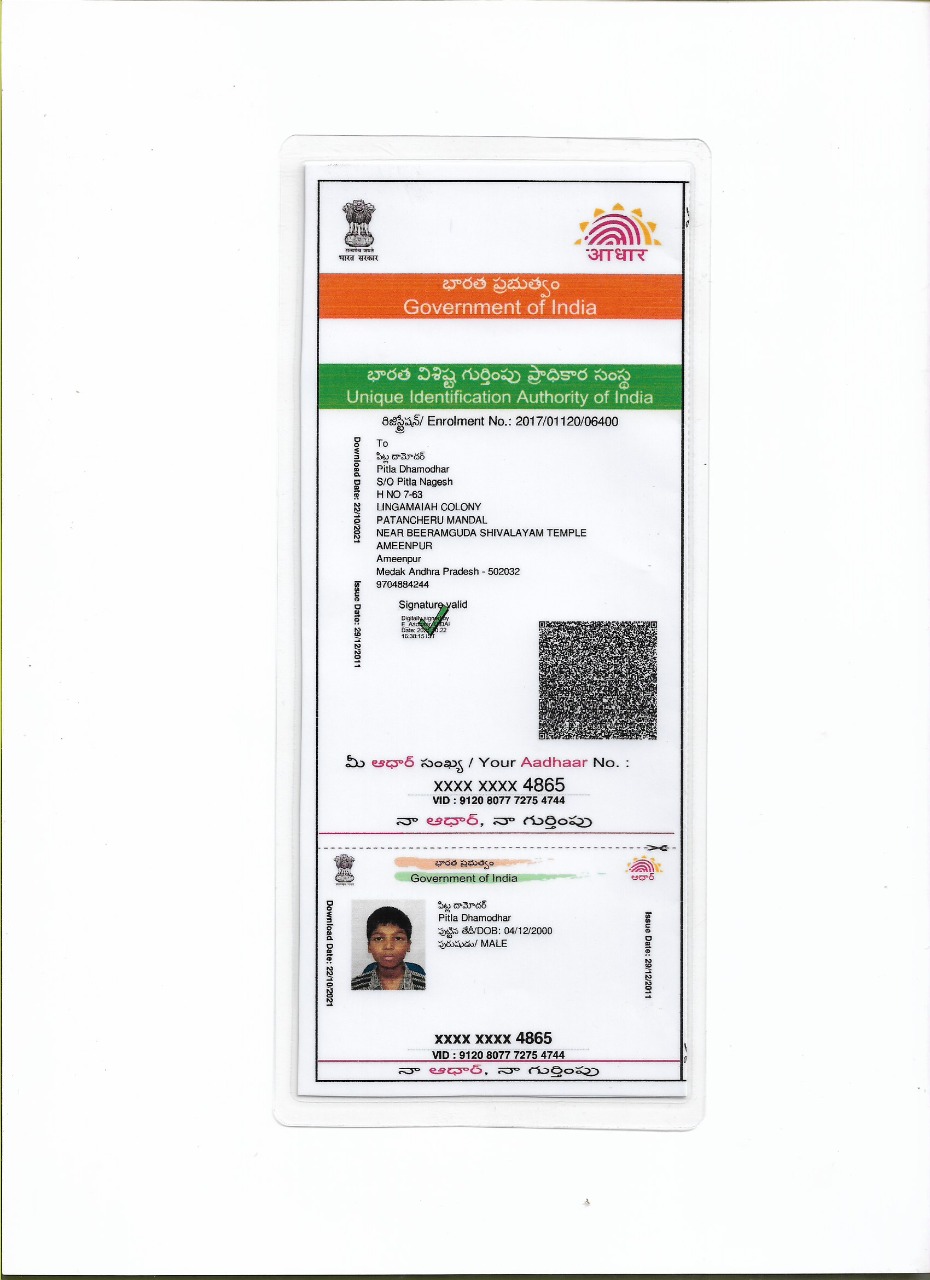 सत्यमेव जयते
भारत सरकार
आधार
భారత ప్రభుత్వం
Government of India
భారత విశిష్ట గుర్తింపు ప్రాధికార సంస్థ
Unique Identification Authority of India
రిజిస్ట్రేషన్/ Enrolment No.: 2017/01120/06400
Download Date: 22/10/2021
Issue Date: 29/12/2011
To
పిట్ల దామోదర్
Pitla Dhamodhar
S/O Pitla Nagesh
H NO 7-63
LINGAMAIAH COLONY
PATANCHERU MANDAL
NEAR BEERAMGUDA SHIVALAYAM TEMPLE
AMEENPUR
Ameenpur
Medak Andhra Pradesh - 502032
9704884244
Signature valid
Digitally signed by
Date:
మీ ఆధార్ సంఖ్య / Your Aadhaar No. :
xxxx xxxx 4865
VID : 9120 8077 7275 4744
నా ఆధార్, నా గుర్తింపు
భారత ప్రభుత్వం
Government of India
ఆధార్
Download Date: 22/10/2021
పిట్ల దామోదర్
Pitla Dhamodhar
పుట్టిన తేదీ/DOB: 04/12/2000
పురుషుడు/ MALE
Issue Date: 29/12/2011
xxxx xxxx 4865
VID : 9120 8077 7275 4744
నా ఆధార్, నా గుర్తింపు